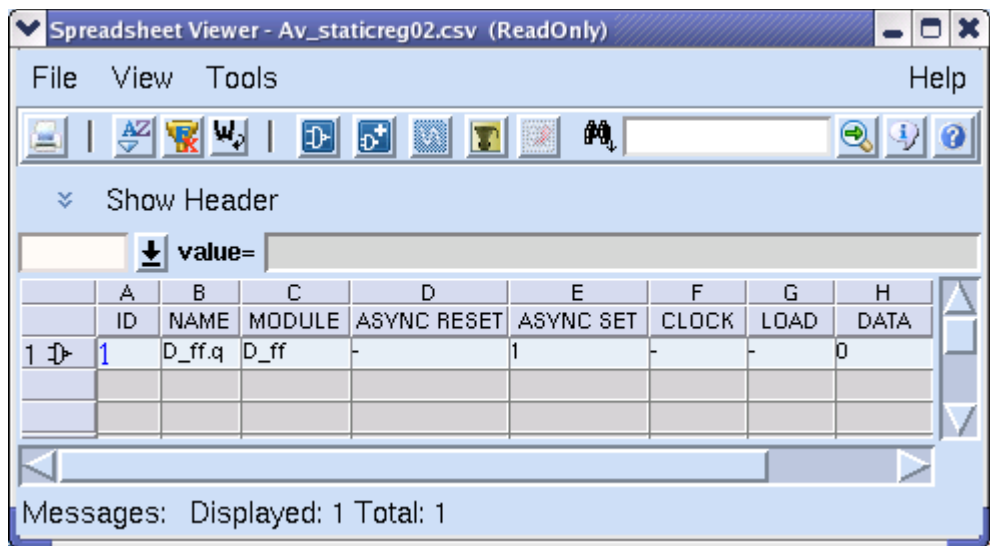 Spreadsheet Viewer - Av_staticreg02.csv (ReadOnly)
File View Tools Help
Show Header
value=
A B C D E F G H
ID NAME MODULE ASYNC RESET ASYNC SET CLOCK LOAD DATA
1 1 D_ff.q D_ff - 1 - - 0
Messages: Displayed: 1 Total: 1